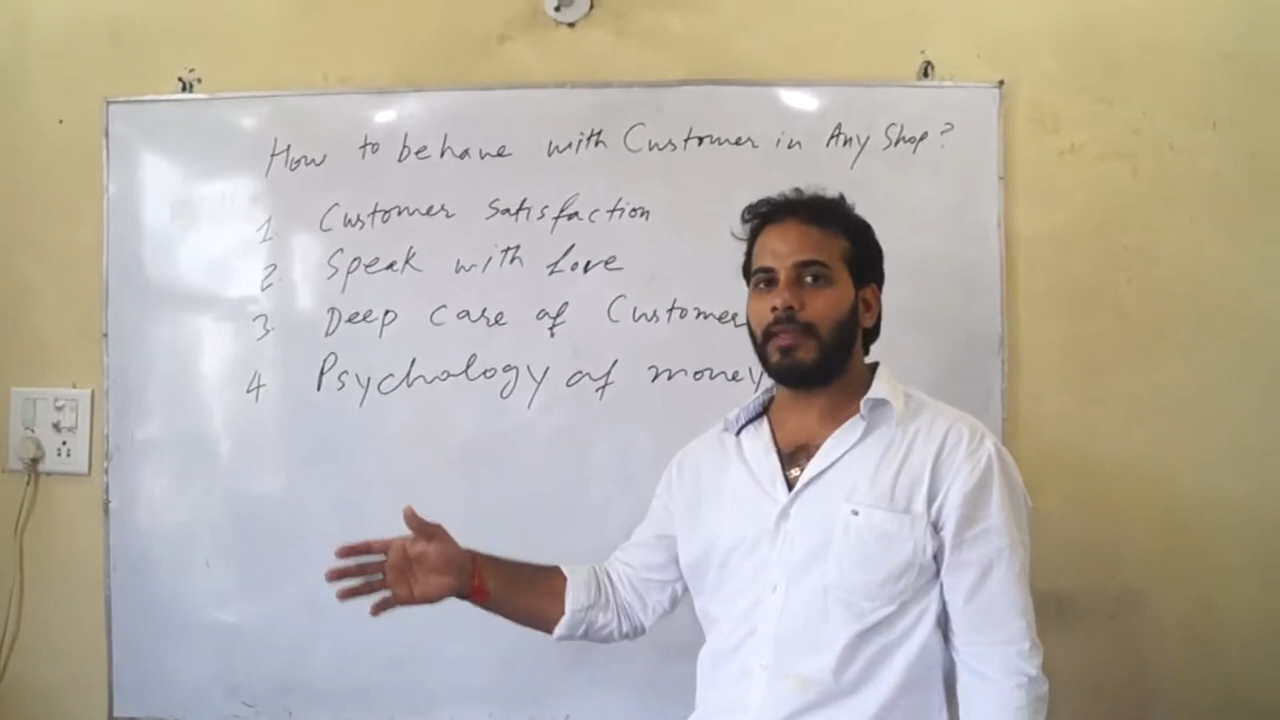 How to behave with Customer in Any Shop?
1 Customer Satisfaction
2. Speak with Love
3. Deep care of Customer
4. Psychology of money